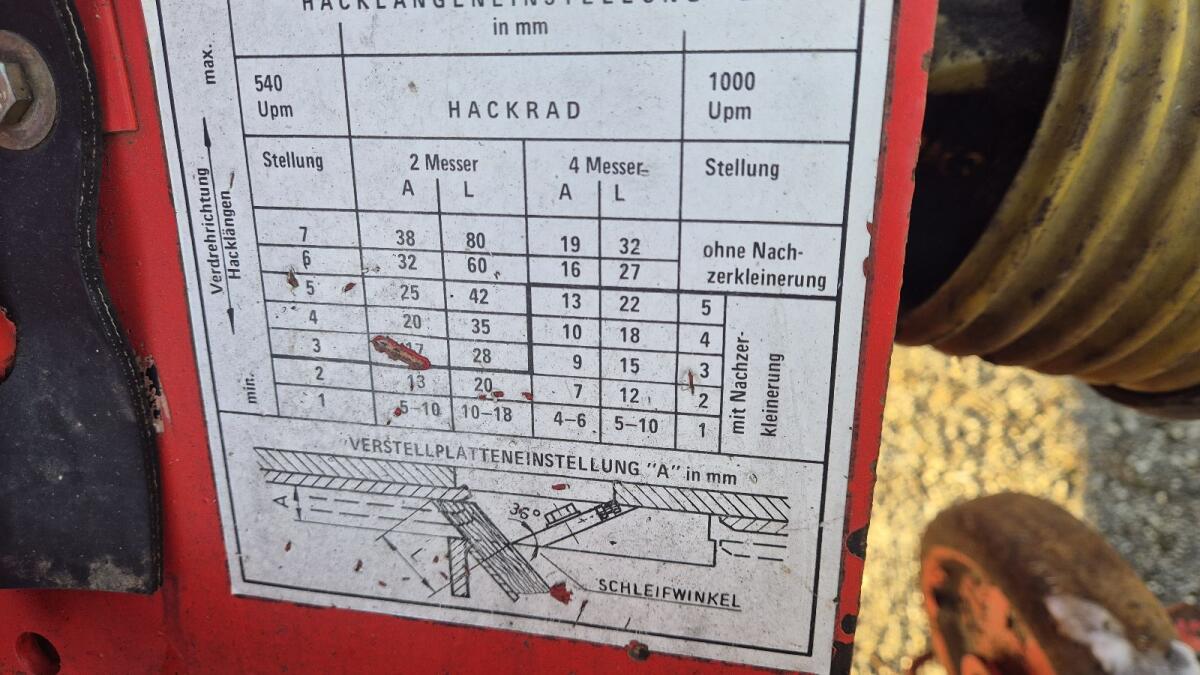 HACKLÄNGENEINSTELLUNG
in mm
540
Upm
HACKRAD
1000
Upm
Stellung
2 Messer
4 Messer
Stellung
A L A L
7 38 80 19 32
6 32 60 16 27
ohne Nach-
zerkleinerung
5 25 42 13 22 5
4 20 35 10 18 4
3 17 28 9 15 3
2 13 20 7 12 2
1 5–10 10–18 4–6 5–10 1
mit Nachzer-
kleinerung
max.
Verdrehrichtung
Hacklängen
min.
VERSTELLPLATTENEINSTELLUNG "A" in mm
A
36°
L
SCHLEIFWINKEL